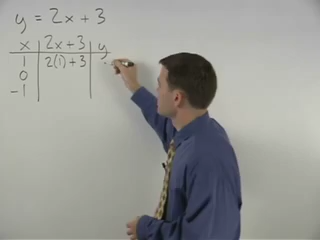 y = 2x + 3
x 2x+3 y
1 2(1)+3
0
-1